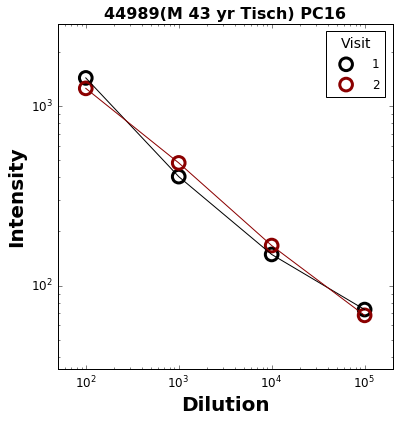 44989(M 43 yr Tisch) PC16
Visit
1
2
10³
10²
Intensity
10² 10³ 10⁴ 10⁵
Dilution